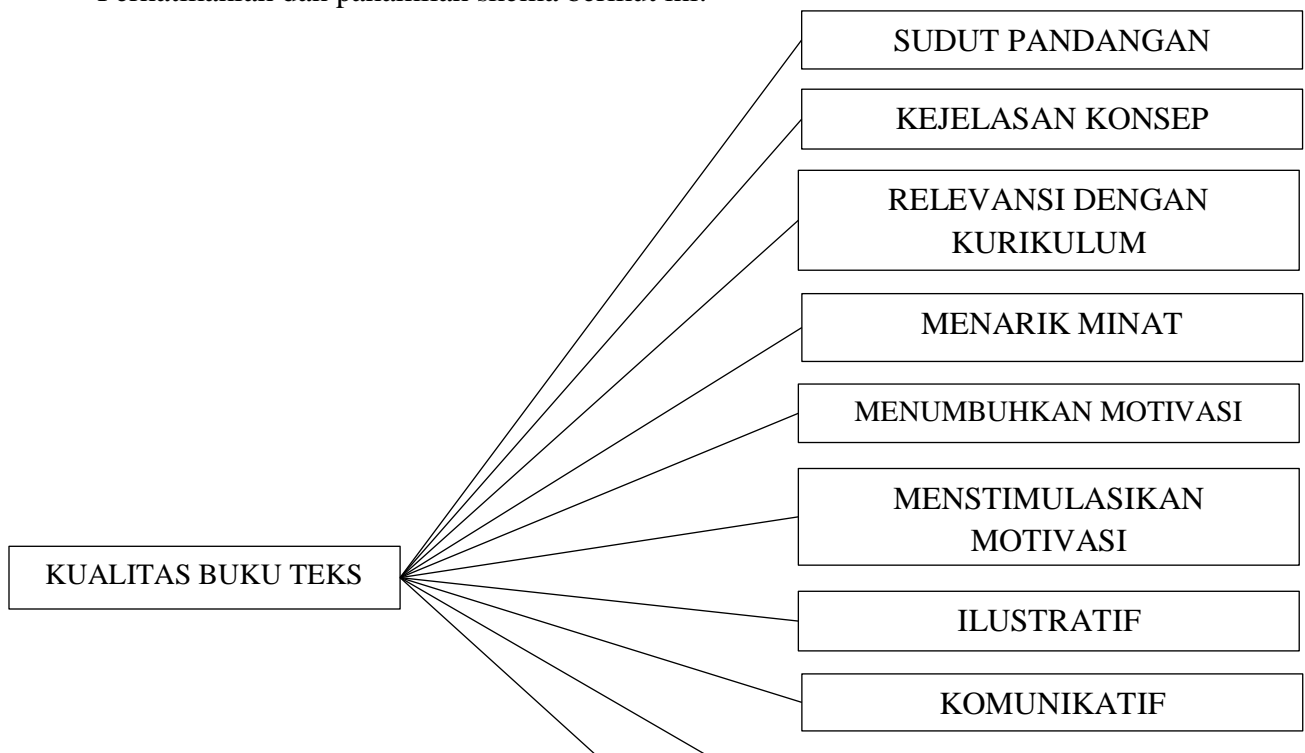 SUDUT PANDANGAN
KEJELASAN KONSEP
RELEVANSI DENGAN
KURIKULUM
MENARIK MINAT
MENUMBUHKAN MOTIVASI
MENSTIMULASIKAN
MOTIVASI
KUALITAS BUKU TEKS
ILUSTRATIF
KOMUNIKATIF